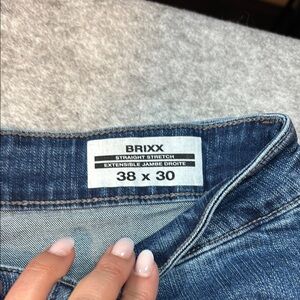 BRIXX
STRAIGHT STRETCH
EXTENSIBLE JAMBE DROITE
38 x 30